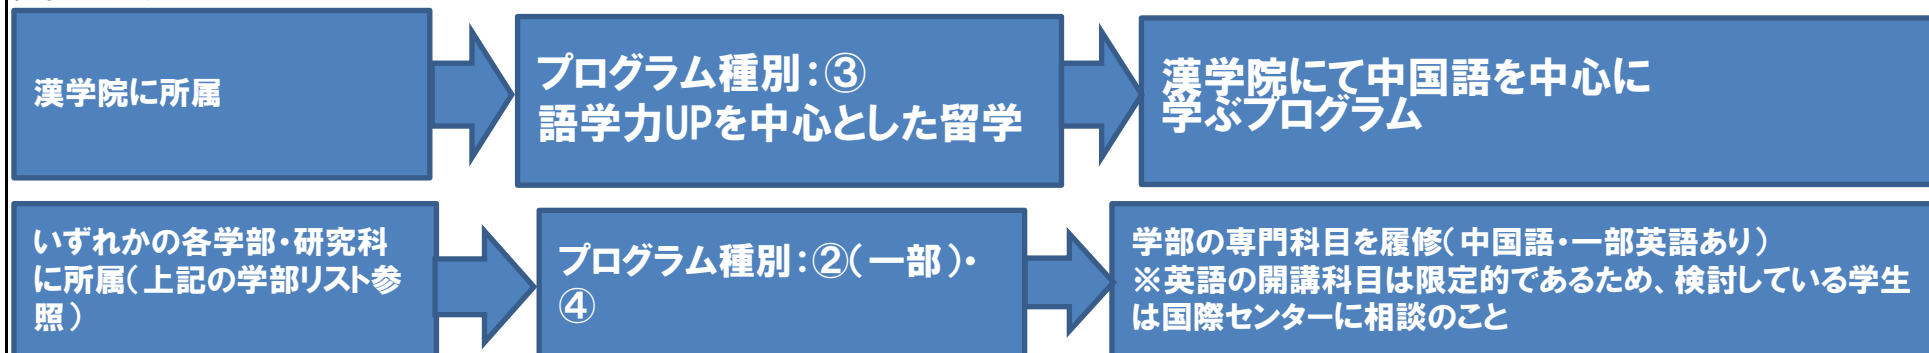 漢学院に所属
プログラム種別：③
語学力UPを中心とした留学
漢学院にて中国語を中心に
学ぶプログラム
いずれかの各学部・研究科
に所属（上記の学部リスト参
照）
プログラム種別：②（一部）・
④
学部の専門科目を履修（中国語・一部英語あり）
※英語の開講科目は限定的であるため、検討している学生
は国際センターに相談のこと